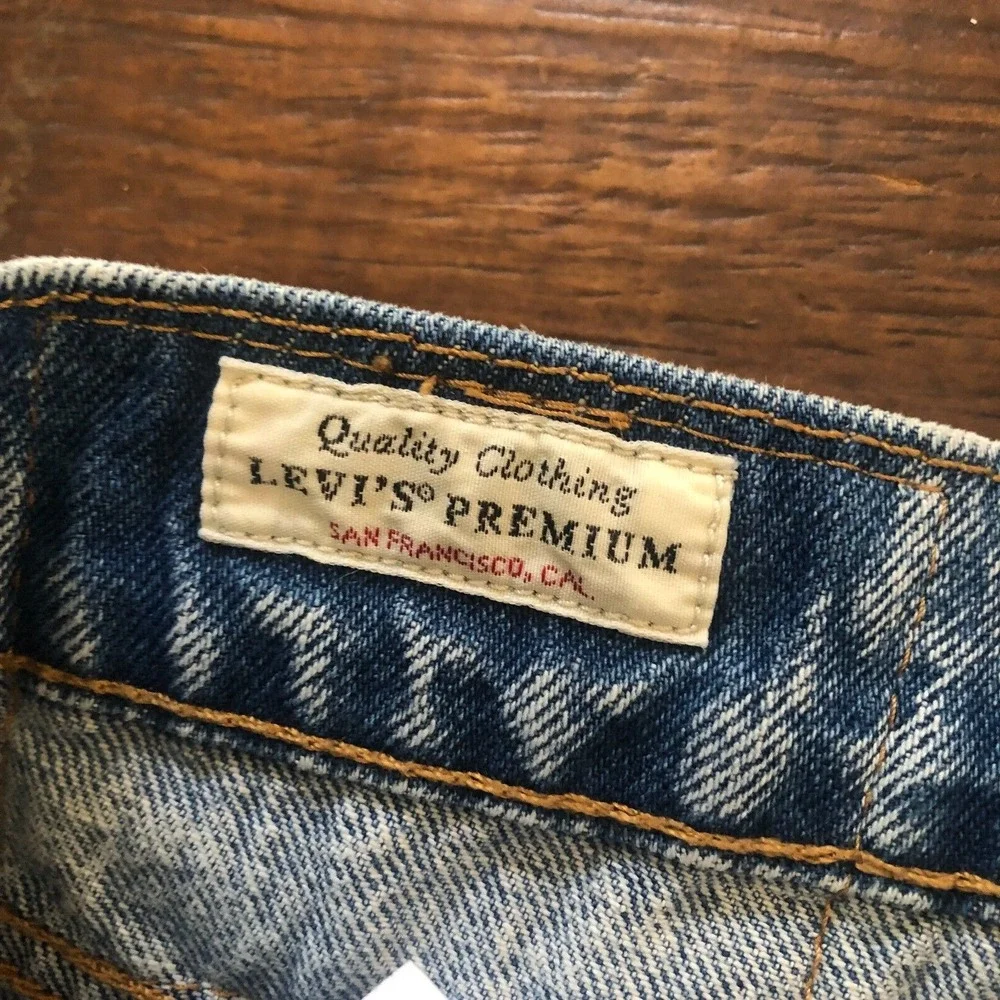 Quality Clothing
LEVI'S® PREMIUM
SAN FRANCISCO, CAL.